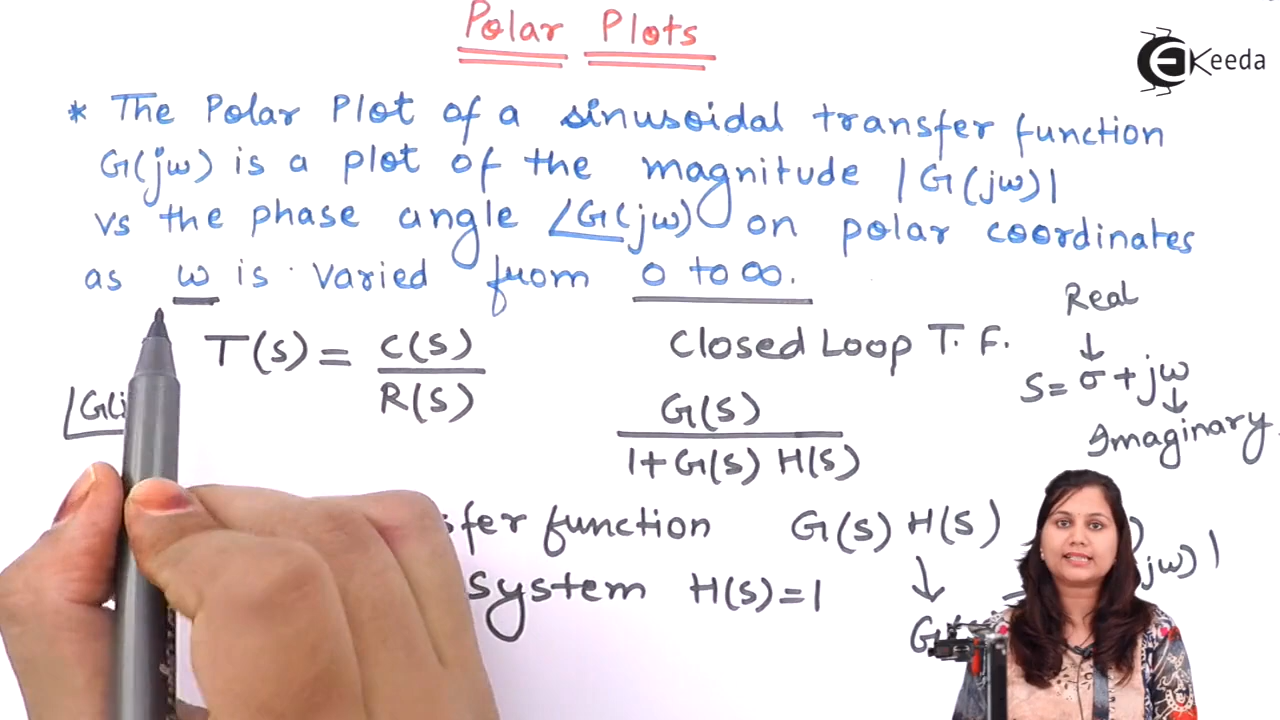 Polar Plots
EKeeda
* The Polar Plot of a sinusoidal transfer function
G(jω) is a plot of the magnitude |G(jω)|
vs the phase angle ∠G(jω) on polar coordinates
as ω is varied from 0 to ∞.
T(s) = C(s)/R(s)
Closed Loop T. F.
G(s)/1+G(s) H(s)
Real
↓
S= σ + jω
↓
Imaginary
function G(s) H(s)
system H(s)=1
↓
jω)|